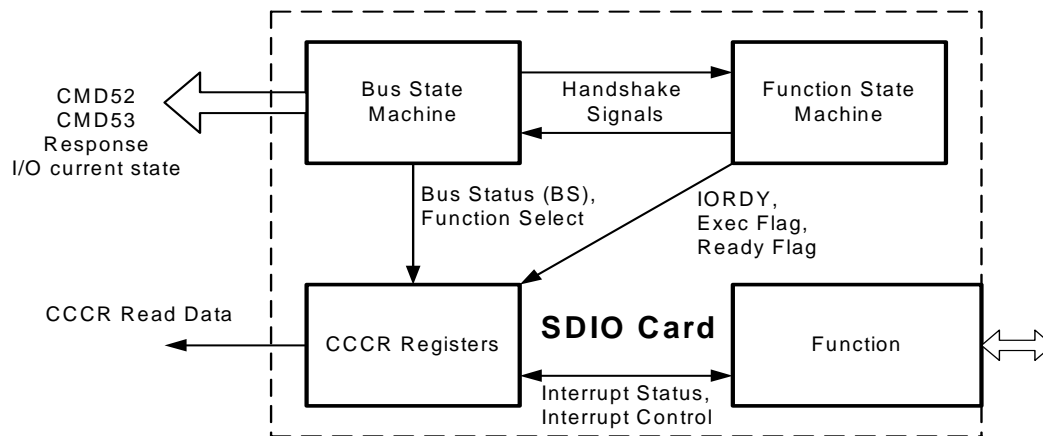 CMD52
CMD53
Response
I/O current state
Bus State
Machine
Handshake
Signals
Function State
Machine
Bus Status (BS),
Function Select
IORDY,
Exec Flag,
Ready Flag
CCCR Read Data
CCCR Registers
SDIO Card
Function
Interrupt Status,
Interrupt Control